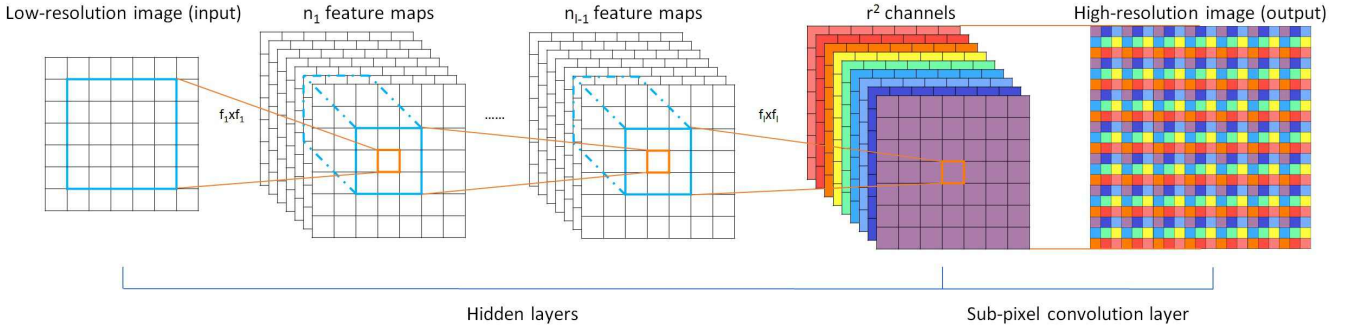 Low-resolution image (input)
n₁ feature maps
nₗ₋₁ feature maps
r² channels
High-resolution image (output)
f₁xf₁
......
fₗxfₗ
Hidden layers
Sub-pixel convolution layer